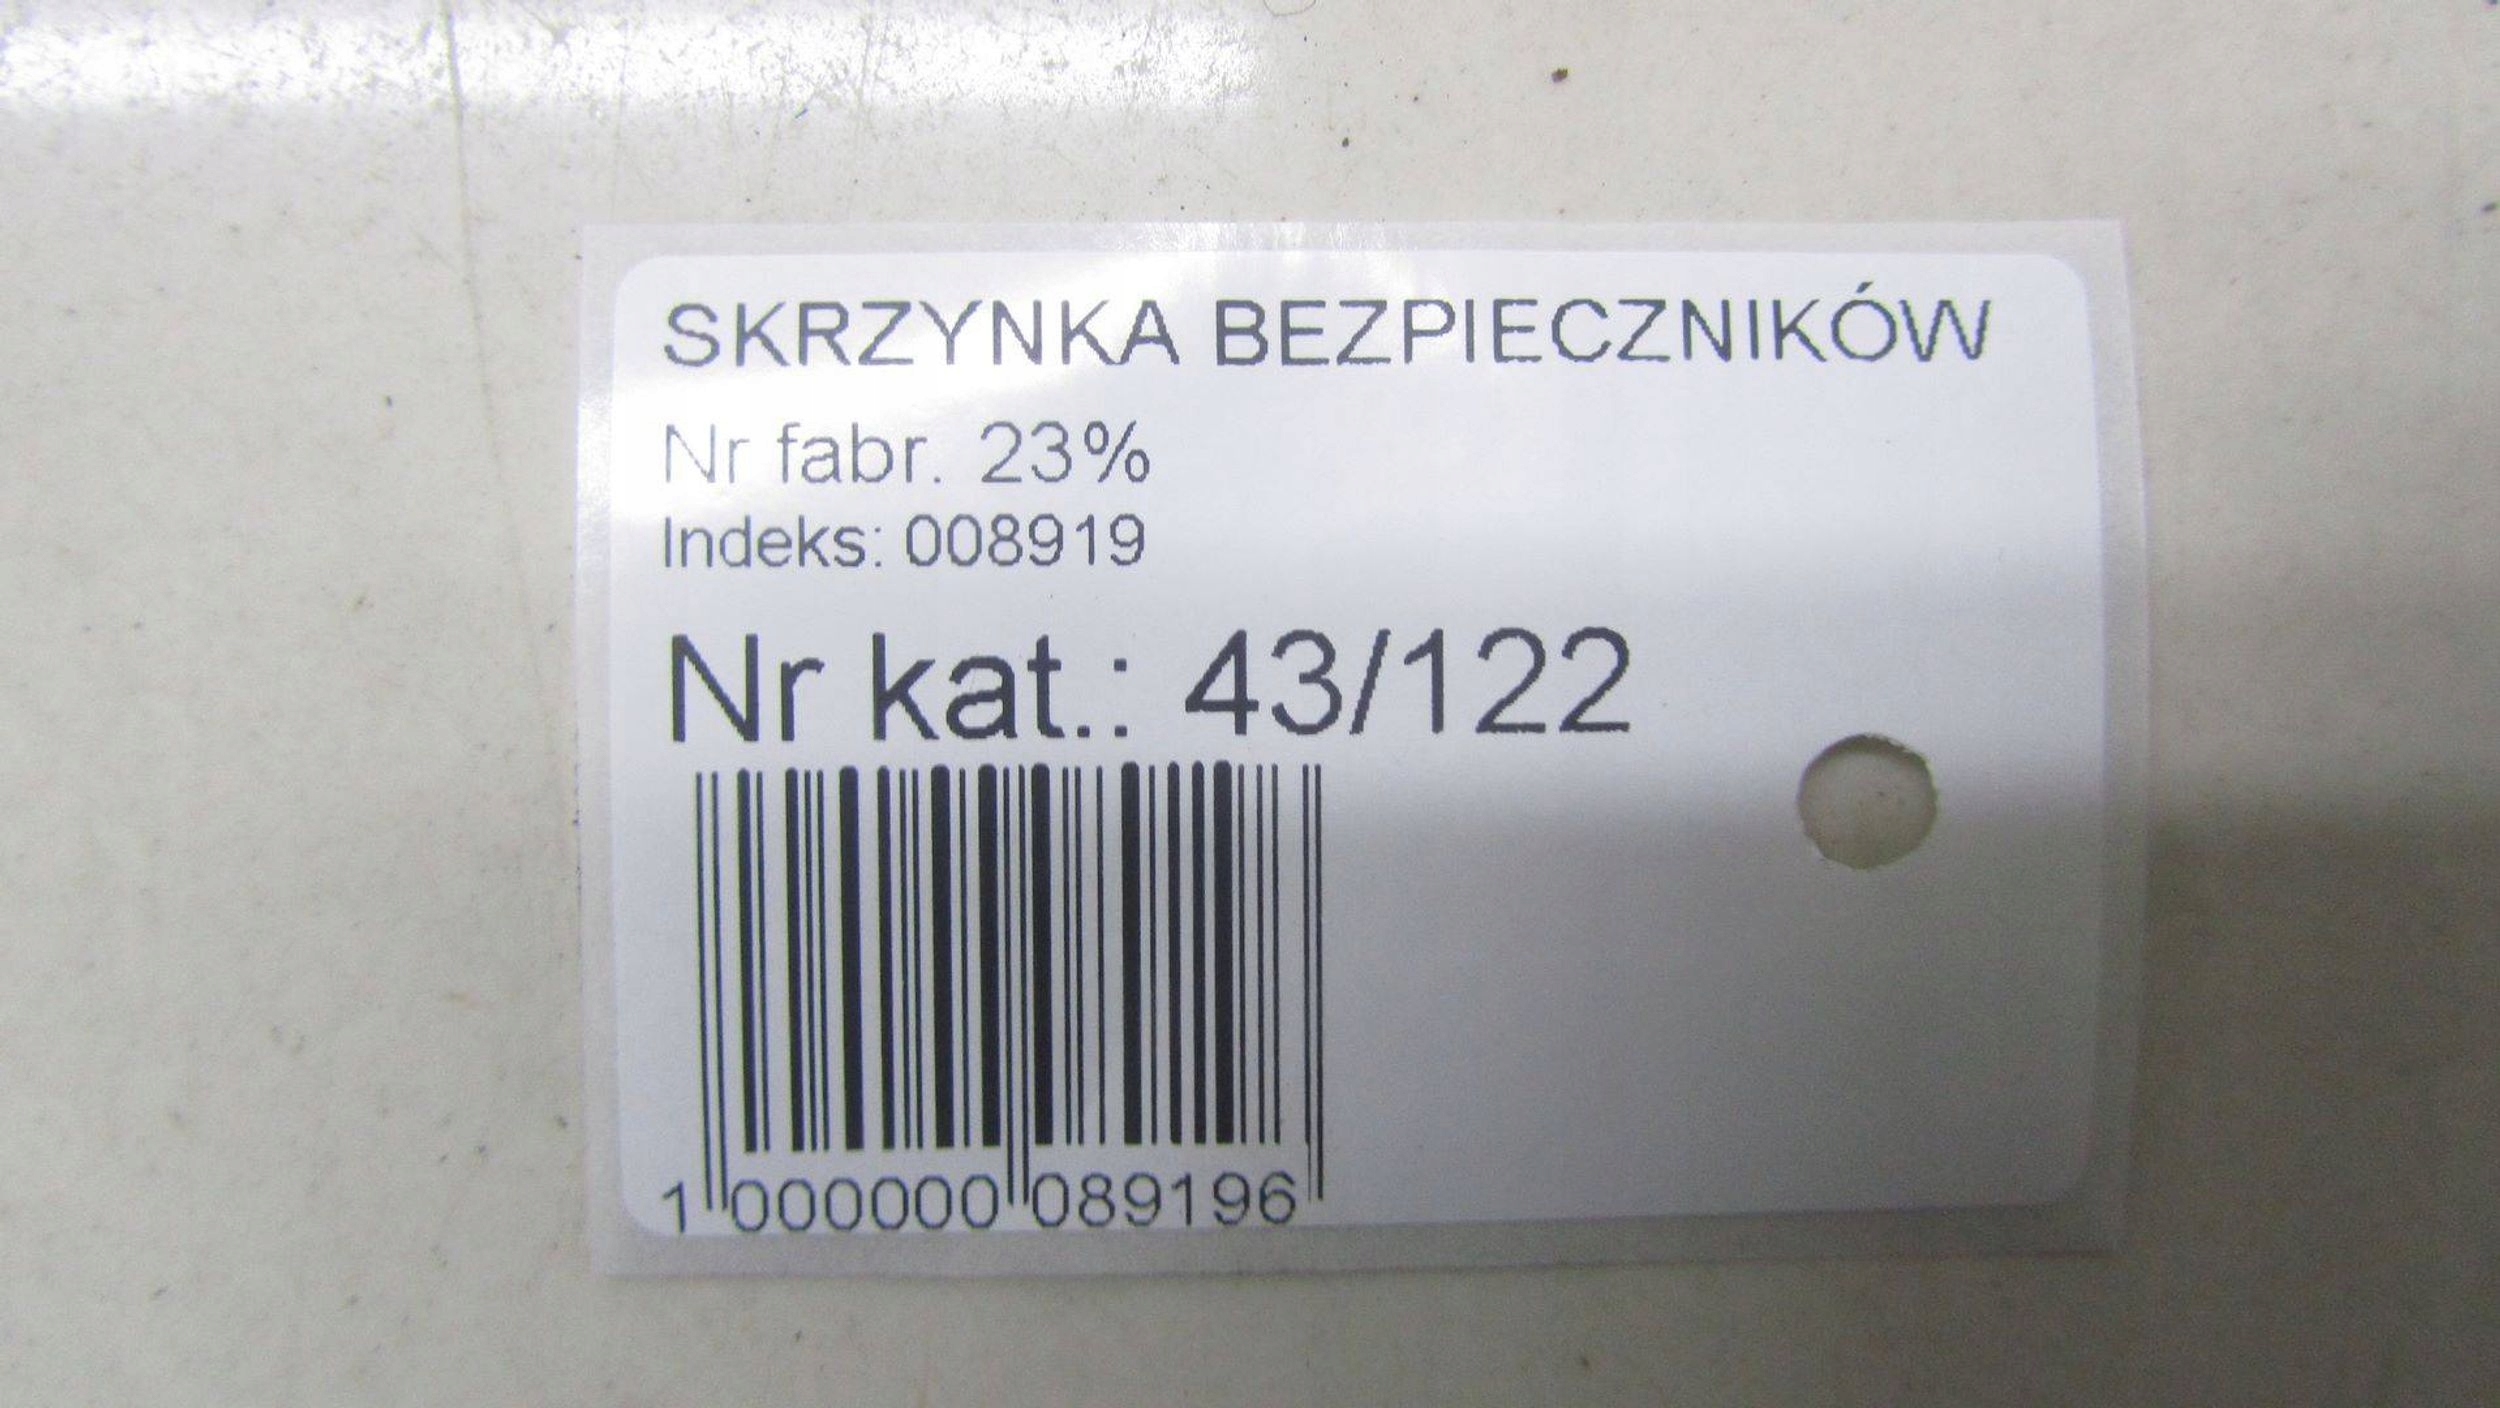 SKRZYNKA BEZPIECZNIKÓW
Nr fabr. 23%
Indeks: 008919
Nr kat.: 43/122
1 000000 089196